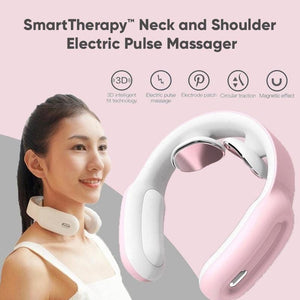 SmartTherapy™ Neck and Shoulder
Electric Pulse Massager
3D
3D Intelligent
fit technology
Electric pulse
massage
Electrode patch
Circular traction
Magnetic effect